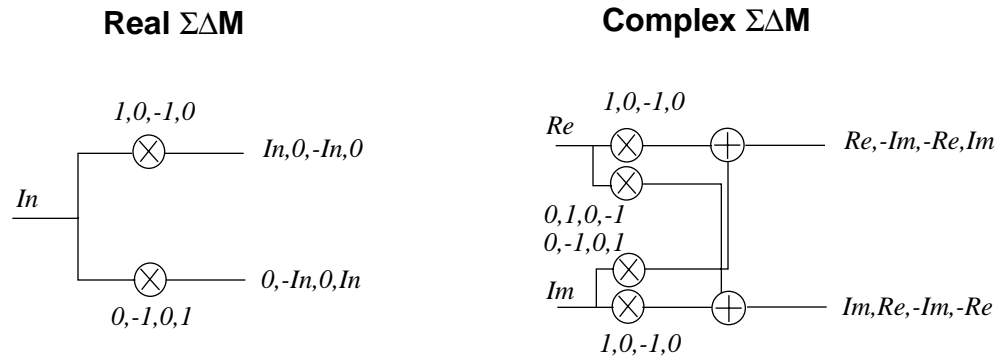 Real ΣΔM
1,0,-1,0
In,0,-In,0
In
0,-In,0,In
0,-1,0,1
Complex ΣΔM
1,0,-1,0
Re
Re,-Im,-Re,Im
0,1,0,-1
0,-1,0,1
Im
Im,Re,-Im,-Re
1,0,-1,0